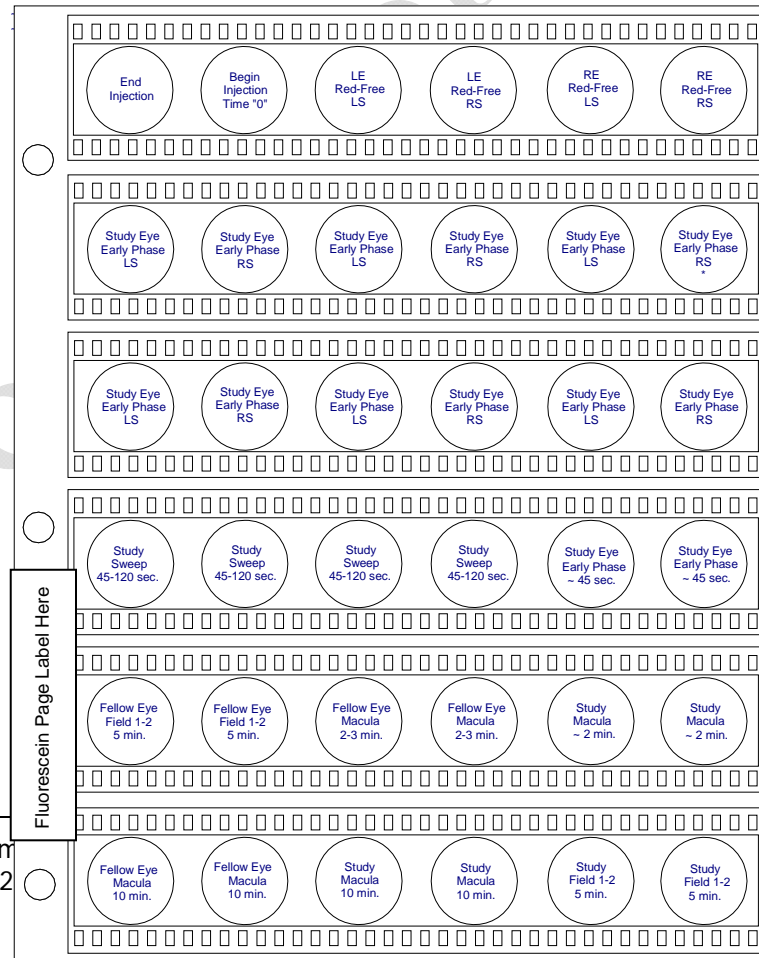 End
Injection
Begin
Injection
Time "0"
LE
Red-Free
LS
LE
Red-Free
RS
RE
Red-Free
LS
RE
Red-Free
RS
Study Eye
Early Phase
LS
Study Eye
Early Phase
RS
Study Eye
Early Phase
LS
Study Eye
Early Phase
RS
Study Eye
Early Phase
LS
Study Eye
Early Phase
RS
*
Study Eye
Early Phase
LS
Study Eye
Early Phase
RS
Study Eye
Early Phase
LS
Study Eye
Early Phase
RS
Study Eye
Early Phase
LS
Study Eye
Early Phase
RS
Study
Sweep
45-120 sec.
Study
Sweep
45-120 sec.
Study
Sweep
45-120 sec.
Study
Sweep
45-120 sec.
Study Eye
Early Phase
~ 45 sec.
Study Eye
Early Phase
~ 45 sec.
Fluorescein Page Label Here
Fellow Eye
Field 1-2
5 min.
Fellow Eye
Field 1-2
5 min.
Fellow Eye
Macula
2-3 min.
Fellow Eye
Macula
2-3 min.
Study
Macula
~ 2 min.
Study
Macula
~ 2 min.
Fellow Eye
Macula
10 min.
Fellow Eye
Macula
10 min.
Study
Macula
10 min.
Study
Macula
10 min.
Study
Field 1-2
5 min.
Study
Field 1-2
5 min.